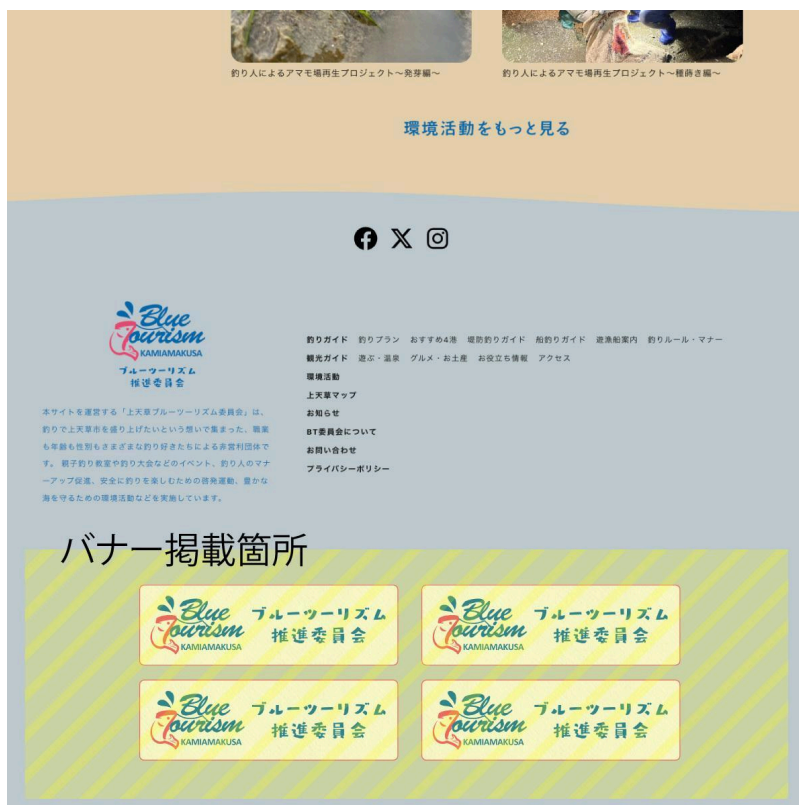 釣り人によるアマモ場再生プロジェクト〜発芽編〜
釣り人によるアマモ場再生プロジェクト〜種蒔き編〜
環境活動をもっと見る
Blue
Tourism
KAMIAMAKUSA
ブルーツーリズム
推進委員会
本サイトを運営する「上天草ブルーツーリズム委員会」は、
釣りで上天草市を盛り上げたいという想いで集まった、職業
も年齢も性別もさまざまな釣り好きたちによる非営利団体で
す。 親子釣り教室や釣り大会などのイベント、釣り人のマナ
ーアップ促進、安全に釣りを楽しむための啓発運動、豊かな
海を守るための環境活動などを実施しています。
釣りガイド 釣りプラン おすすめ4港 堤防釣りガイド 船釣りガイド 遊漁船案内 釣りルール・マナー
観光ガイド 遊ぶ・温泉 グルメ・お土産 お役立ち情報 アクセス
環境活動
上天草マップ
お知らせ
BT委員会について
お問い合わせ
プライバシーポリシー
バナー掲載箇所
Blue
Tourism
KAMIAMAKUSA
ブルーツーリズム
推進委員会
Blue
Tourism
KAMIAMAKUSA
ブルーツーリズム
推進委員会
Blue
Tourism
KAMIAMAKUSA
ブルーツーリズム
推進委員会
Blue
Tourism
KAMIAMAKUSA
ブルーツーリズム
推進委員会